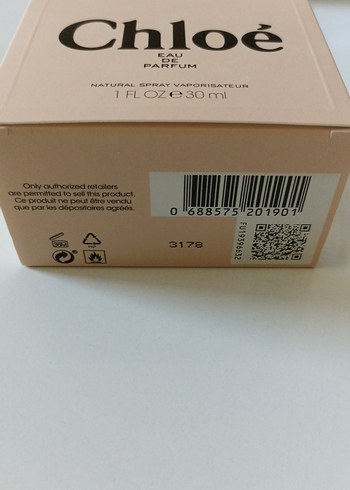 Chloé
EAU
DE
PARFUM
NATURAL SPRAY VAPORISATEUR
1 FL OZ e 30 ml
Only authorized retailers
are permitted to sell this product.
Ce produit ne peut être vendu
que par les dépositaires agréés.
0 688575 201901
3178
FU19396632